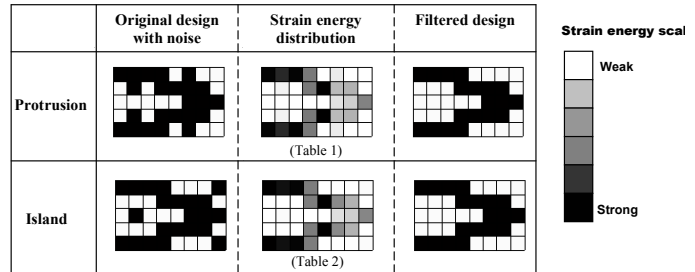 Original design
with noise
Strain energy
distribution
Filtered design
Strain energy scal
Weak
Protrusion
(Table 1)
Island
Strong
(Table 2)